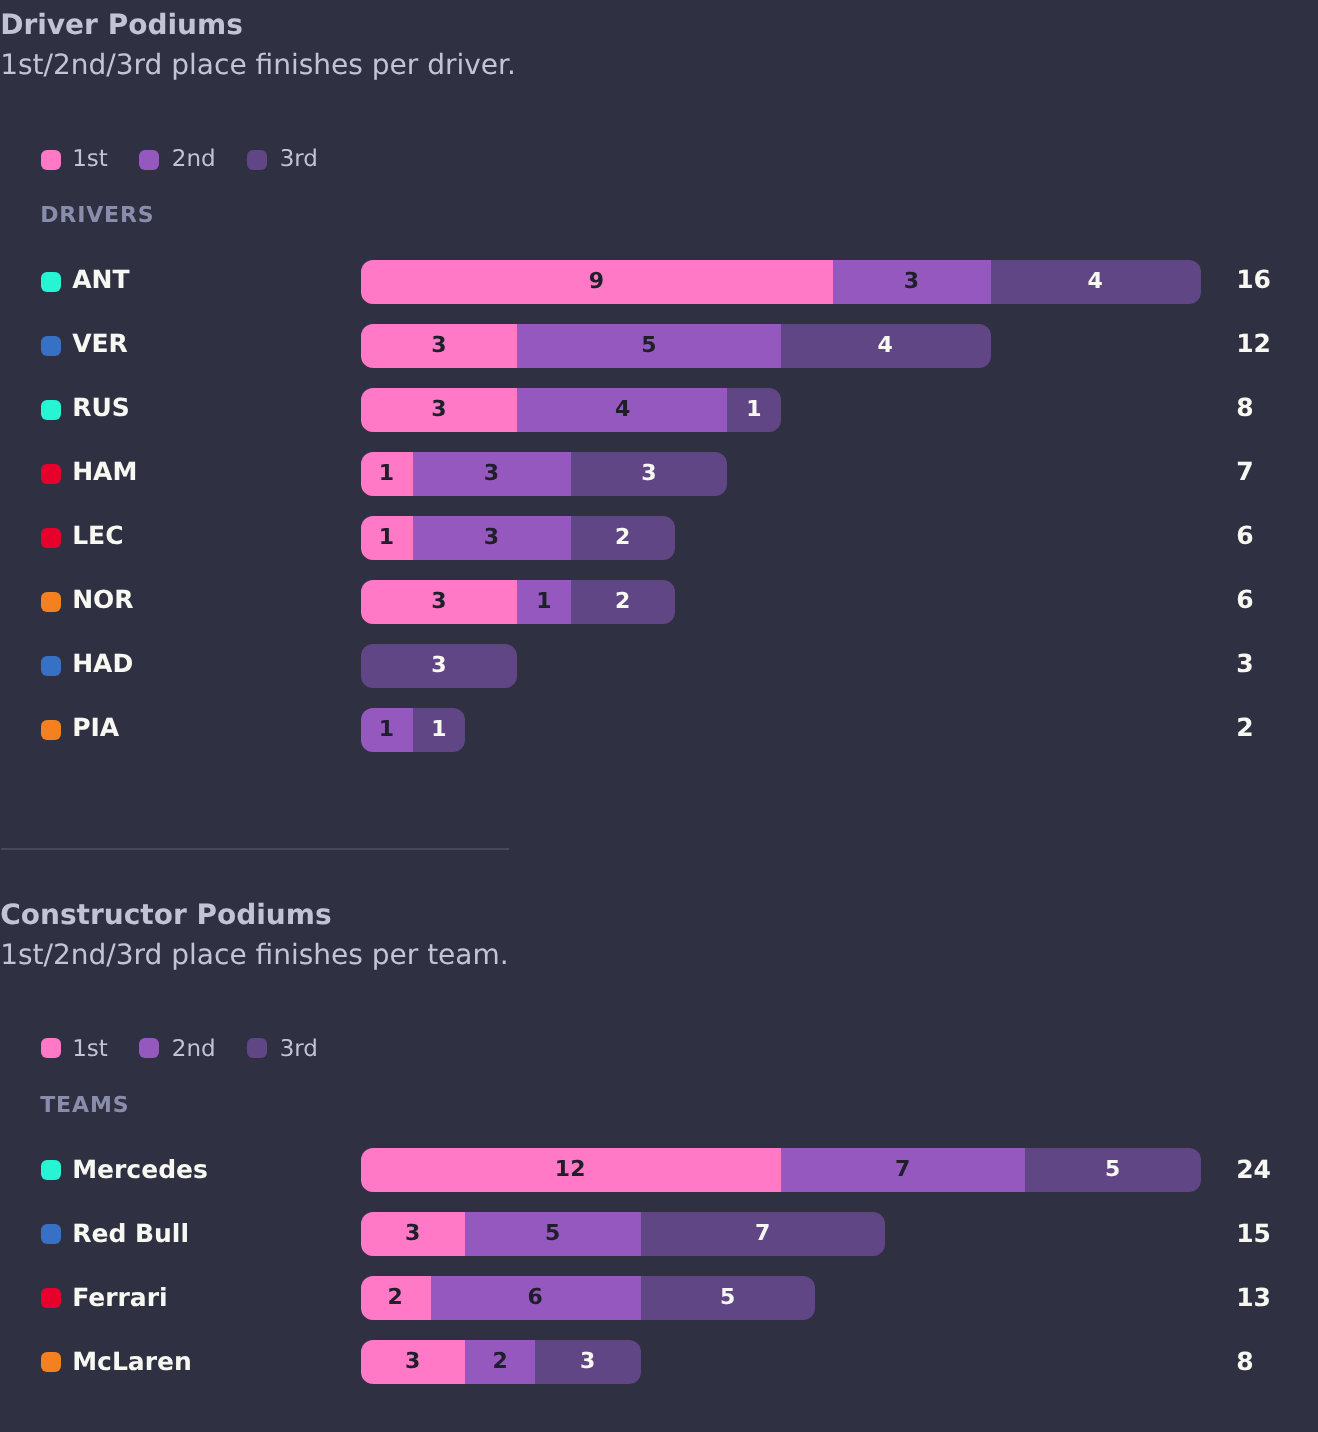 Driver Podiums
1st/2nd/3rd place finishes per driver.
1st 2nd 3rd
DRIVERS
ANT 9 3 4 16
VER 3 5 4 12
RUS 3 4 1 8
HAM 1 3 3 7
LEC 1 3 2 6
NOR 3 1 2 6
HAD 3 3
PIA 1 1 2
Constructor Podiums
1st/2nd/3rd place finishes per team.
1st 2nd 3rd
TEAMS
Mercedes 12 7 5 24
Red Bull 3 5 7 15
Ferrari 2 6 5 13
McLaren 3 2 3 8